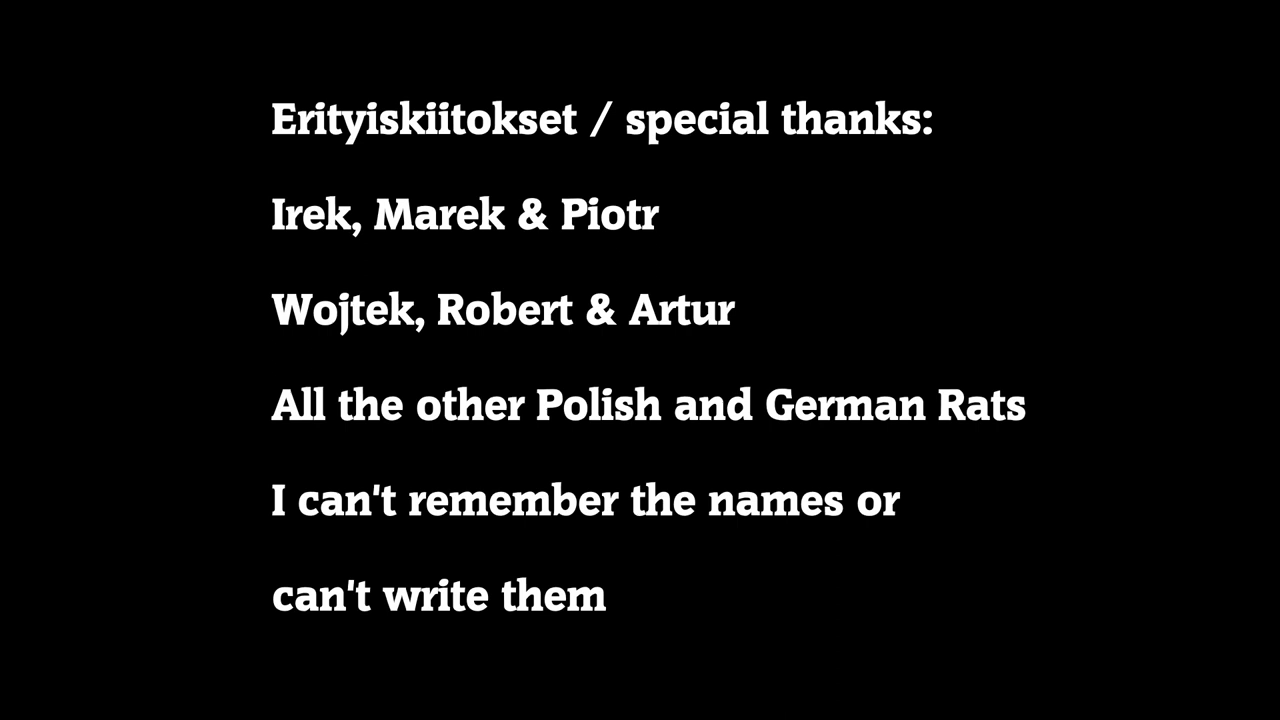 Erityiskiitokset / special thanks:
Irek, Marek & Piotr
Wojtek, Robert & Artur
All the other Polish and German Rats
I can't remember the names or
can't write them